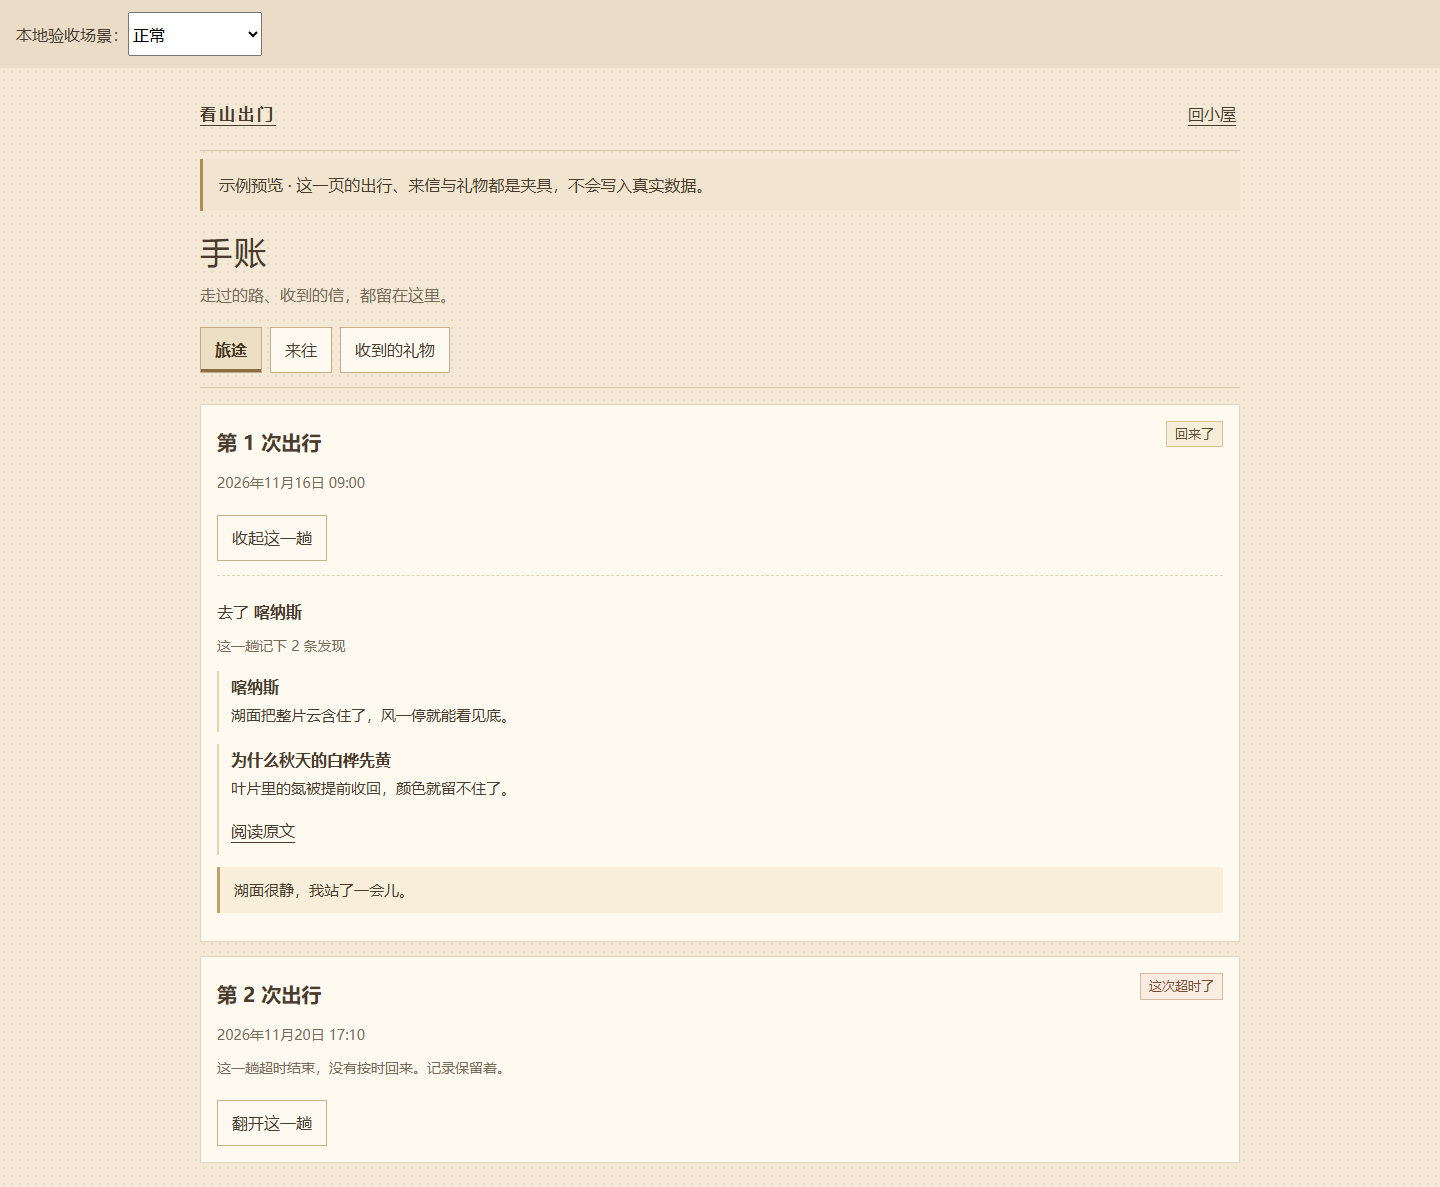 本地验收场景：
正常
看山出门
回小屋
示例预览 · 这一页的出行、来信与礼物都是夹具，不会写入真实数据。
手账
走过的路、收到的信，都留在这里。
旅途
来往
收到的礼物
第 1 次出行
回来了
2026年11月16日 09:00
收起这一趟
去了 喀纳斯
这一趟记下 2 条发现
喀纳斯
湖面把整片云含住了，风一停就能看见底。
为什么秋天的白桦先黄
叶片里的氮被提前收回，颜色就留不住了。
阅读原文
湖面很静，我站了一会儿。
第 2 次出行
这次超时了
2026年11月20日 17:10
这一趟超时结束，没有按时回来。记录保留着。
翻开这一趟